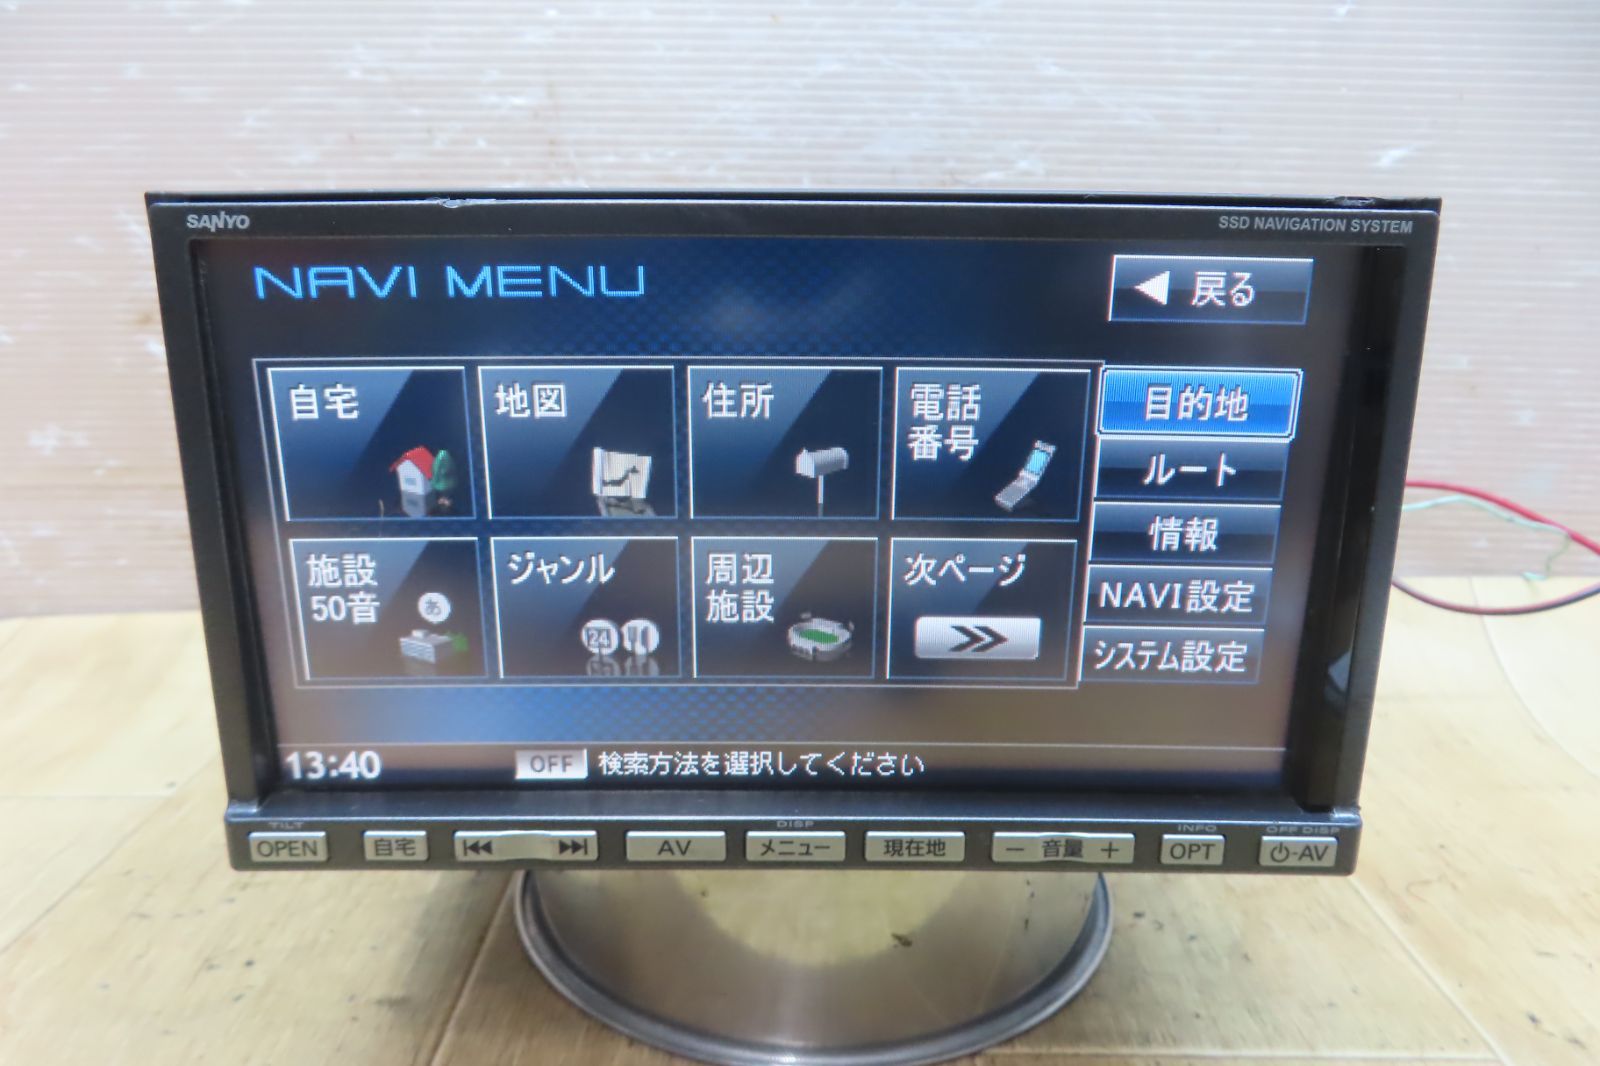 SANYO
SSD NAVIGATION SYSTEM
NAVI MENU
戻る
自宅
地図
住所
電話
番号
目的地
ルート
情報
NAVI設定
システム設定
施設
50音
あ
ジャンル
24
周辺
施設
次ページ
13:40
OFF
検索方法を選択してください
TILT
DISP
INFO
OFF DISP
OPEN
自宅
AV
メニュー
現在地
− 音量 +
OPT
⏻-AV